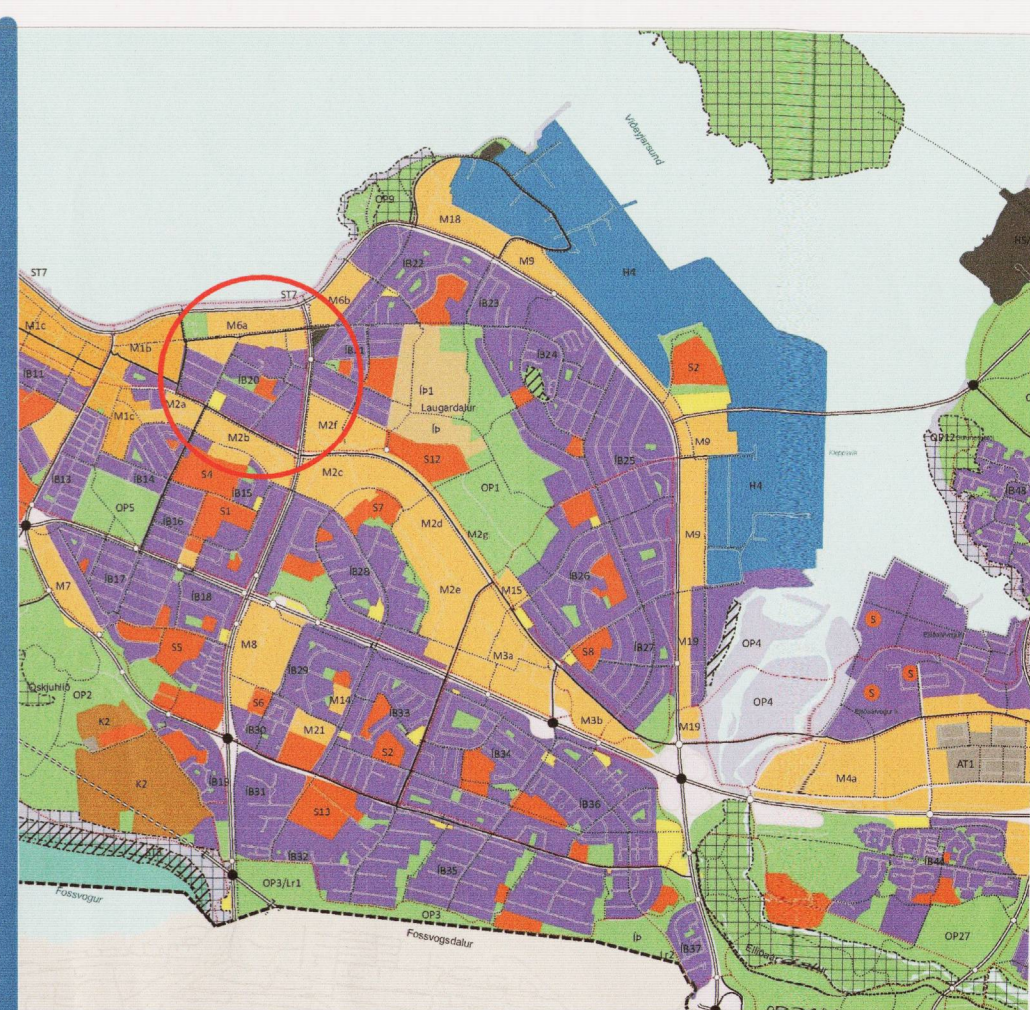 Viðeyjarsund
OP9
M18
ÍB22
M9
H4
ST7
ST2
M6b
ÍB23
M1c
M6a
M1b
ÍB24
S2
ÍB11
ÍB20
ÍÞ1
Laugardalur
M2a
M1c
M2f
ÍÞ
M2b
M9
Kleppsvík
S12
ÍB25
S4
M2c
ÍB13
ÍB14
OP1
H4
ÍB15
OP5
S1
S7
ÍB16
M2d
M2g
M9
ÍB17
ÍB28
ÍB26
M7
M2e
M15
ÍB18
S5
M8
M3a
S8
ÍB27
M19
OP4
S
S
S
Öskjuhlíð
OP2
ÍB29
S6
M14
OP4
K2
ÍB30
M21
ÍB33
M3b
M19
S2
ÍB34
K2
ÍB19
ÍB31
M4a
AT1
S13
ÍB36
ÍB32
ÍB44
ÍB35
OP3/Lr1
Fossvogur
OP3
Fossvogsdalur
ÍÞ
ÍB37
OP27